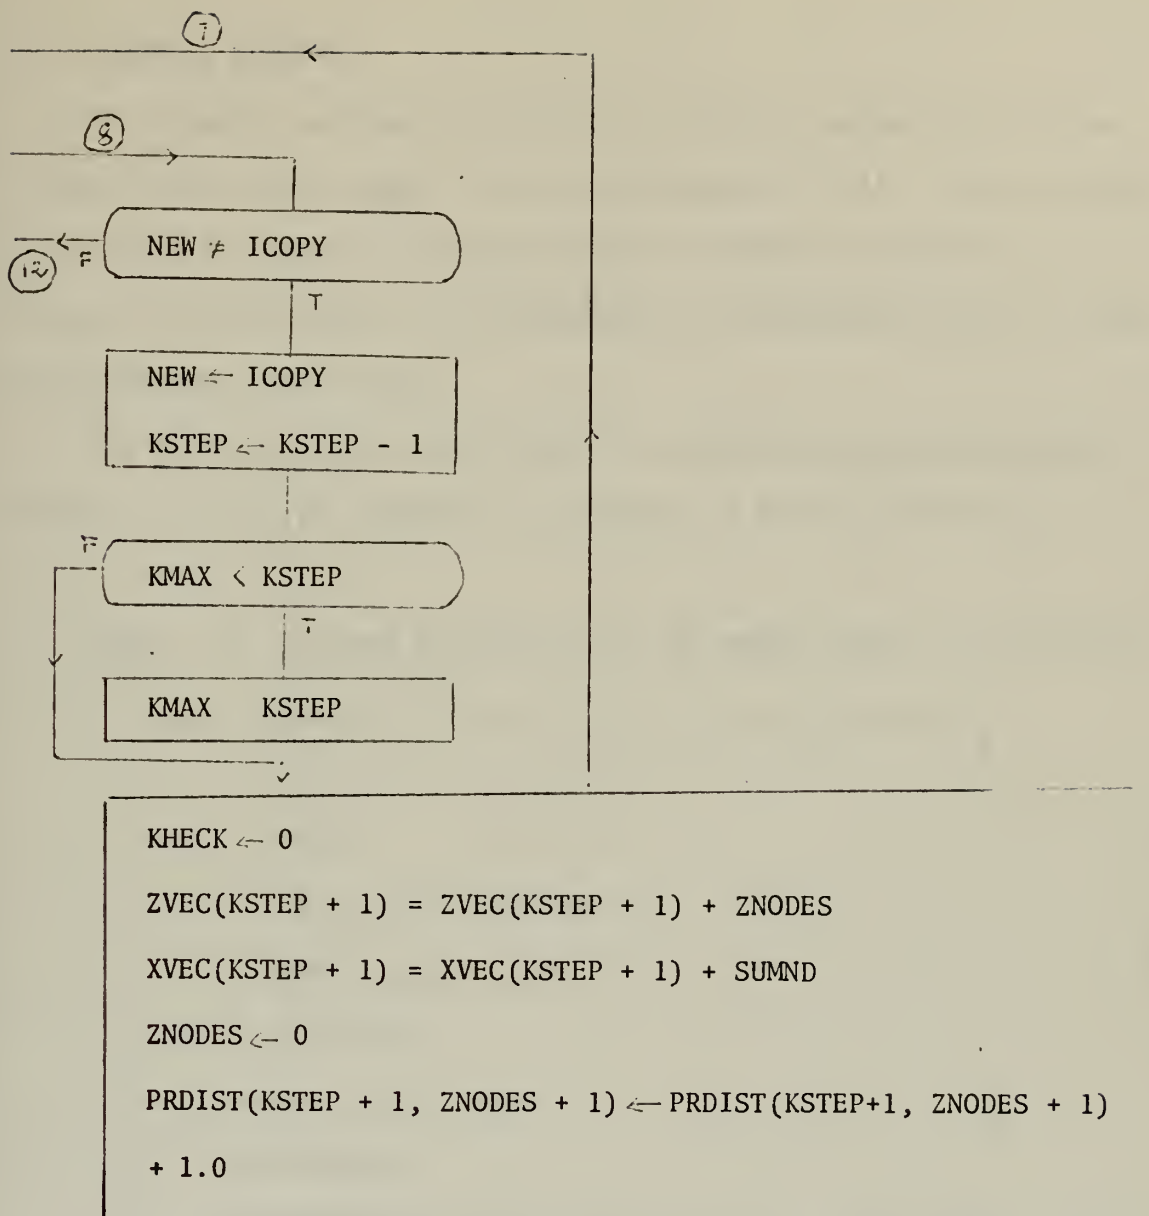 7
8
NEW ≠ ICOPY
F
12
T
NEW ← ICOPY
KSTEP ← KSTEP - 1
F
KMAX < KSTEP
T
KMAX KSTEP
KHECK ← 0
ZVEC(KSTEP + 1) = ZVEC(KSTEP + 1) + ZNODES
XVEC(KSTEP + 1) = XVEC(KSTEP + 1) + SUMND
ZNODES ← 0
PRDIST(KSTEP + 1, ZNODES + 1) ← PRDIST(KSTEP+1, ZNODES + 1)
+ 1.0